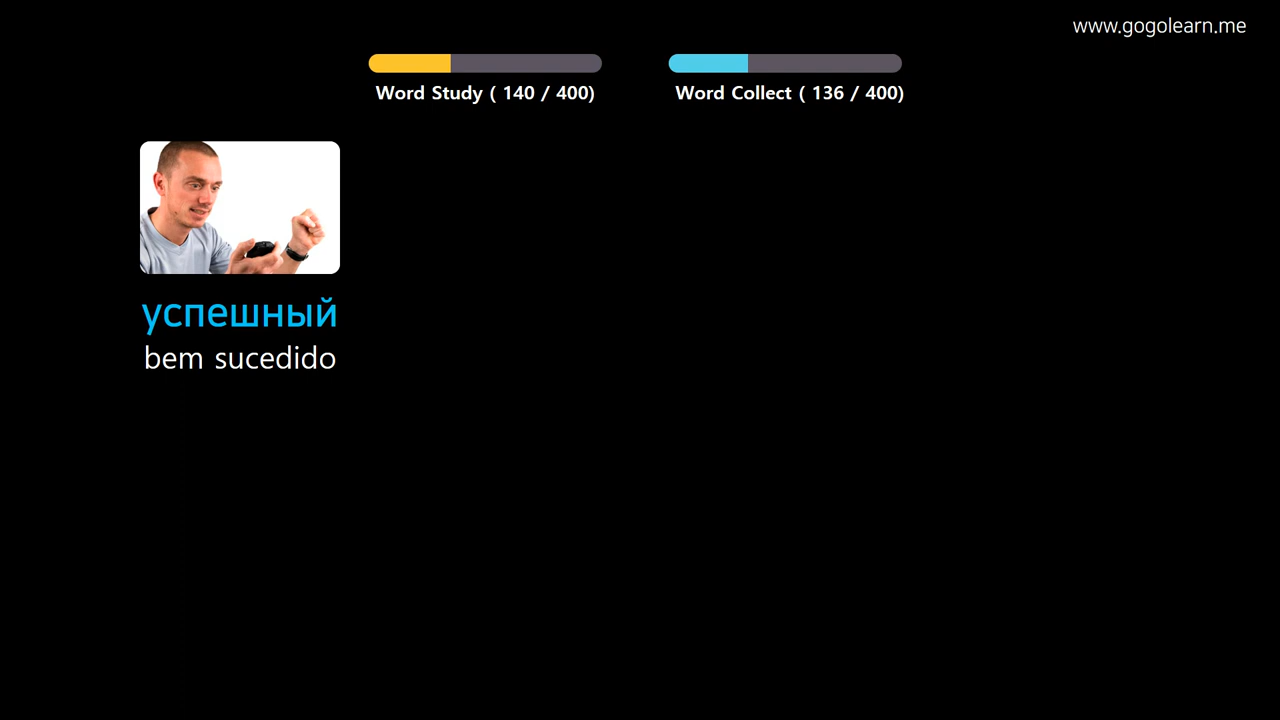 www.gogolearn.me
Word Study ( 140 / 400)
Word Collect ( 136 / 400)
успешный
bem sucedido